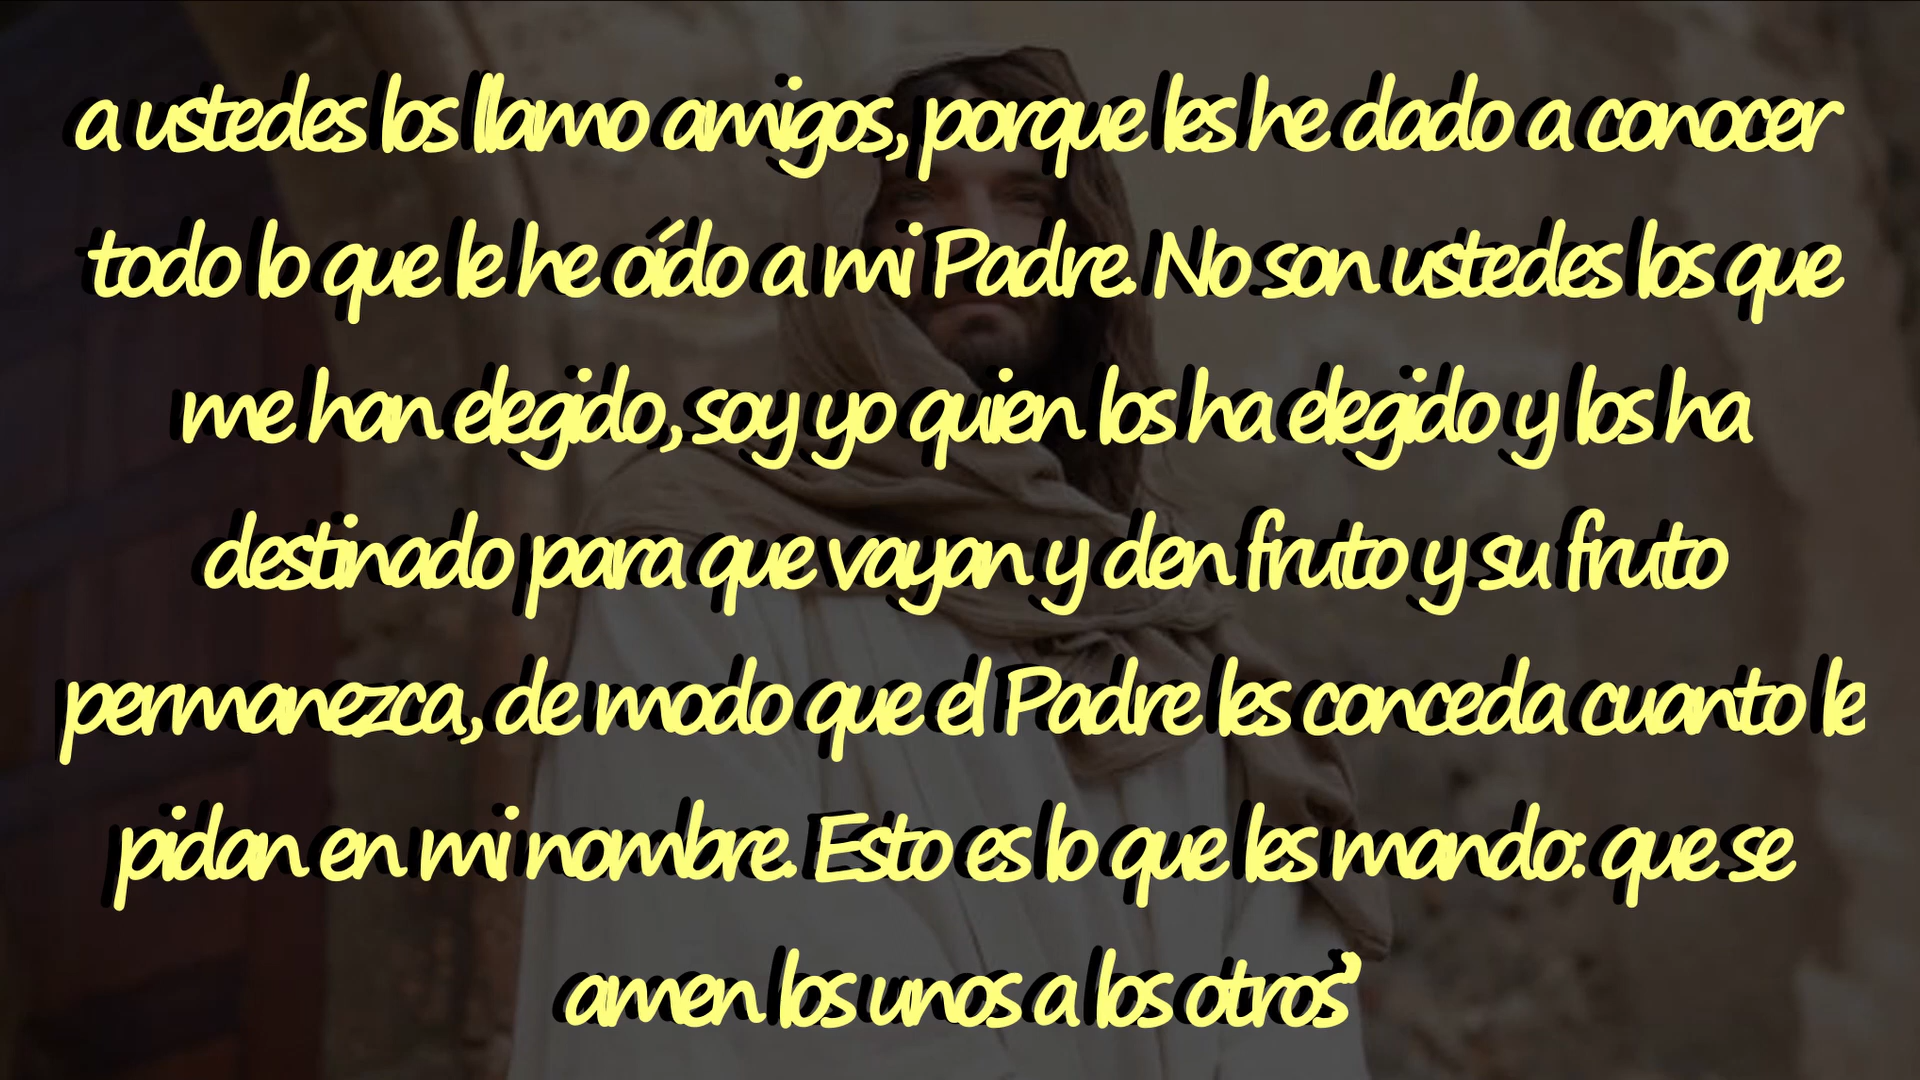 a ustedes los llamo amigos, porque les he dado a conocer
todo lo que le he oído a mi Padre. No son ustedes los que
me han elegido, soy yo quien los ha elegido y los ha
destinado para que vayan y den fruto y su fruto
permanezca, de modo que el Padre les conceda cuanto le
pidan en mi nombre. Esto es lo que les mando: que se
amen los unos a los otros”